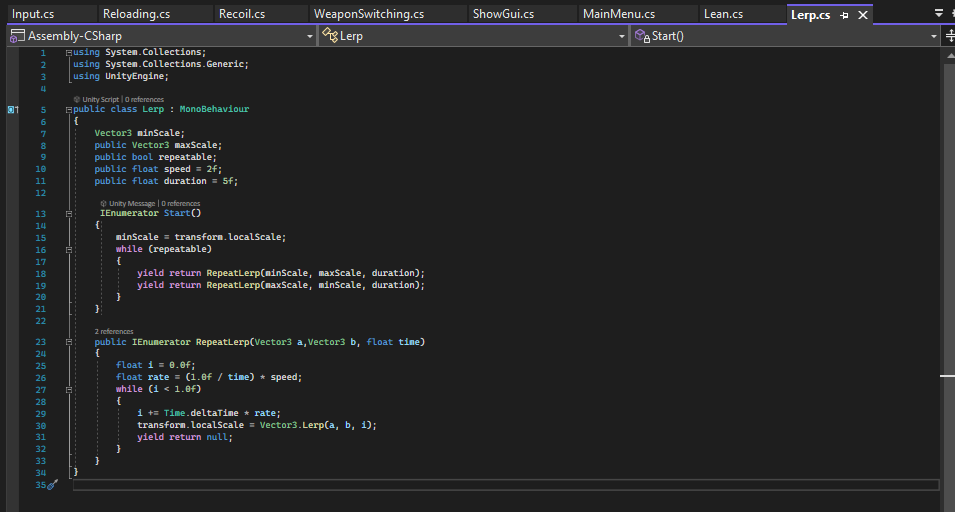 Input.cs Reloading.cs Recoil.cs WeaponSwitching.cs ShowGui.cs MainMenu.cs Lean.cs Lerp.cs
Assembly-CSharp Lerp Start()
1 using System.Collections;
2 using System.Collections.Generic;
3 using UnityEngine;
4
Unity Script | 0 references
5 public class Lerp : MonoBehaviour
6 {
7 Vector3 minScale;
8 public Vector3 maxScale;
9 public bool repeatable;
10 public float speed = 2f;
11 public float duration = 5f;
12
Unity Message | 0 references
13 IEnumerator Start()
14 {
15 minScale = transform.localScale;
16 while (repeatable)
17 {
18 yield return RepeatLerp(minScale, maxScale, duration);
19 yield return RepeatLerp(maxScale, minScale, duration);
20 }
21 }
22
2 references
23 public IEnumerator RepeatLerp(Vector3 a,Vector3 b, float time)
24 {
25 float i = 0.0f;
26 float rate = (1.0f / time) * speed;
27 while (i < 1.0f)
28 {
29 i += Time.deltaTime * rate;
30 transform.localScale = Vector3.Lerp(a, b, i);
31 yield return null;
32 }
33 }
34 }
35